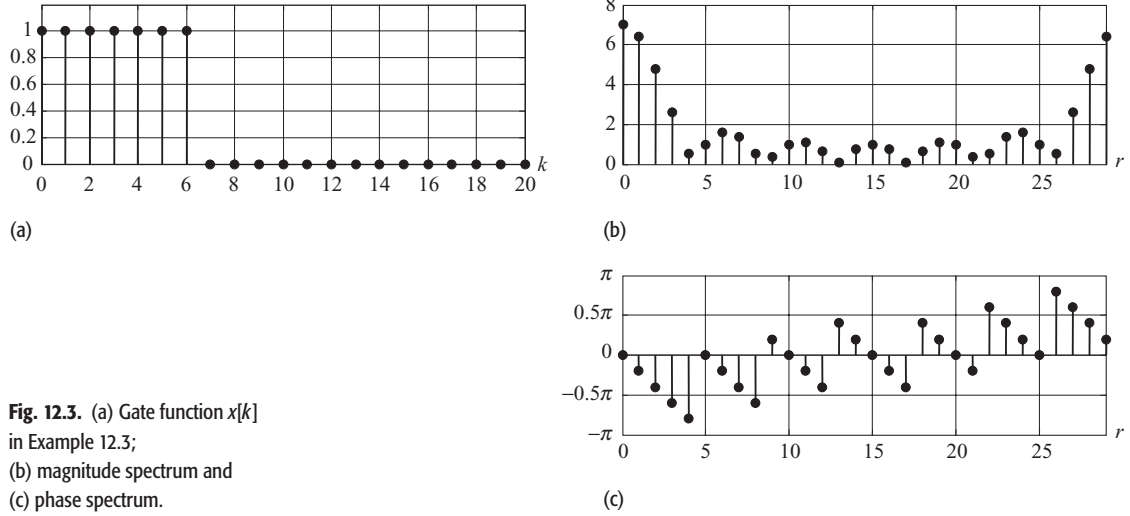 1
0.8
0.6
0.4
0.2
0
0 2 4 6 8 10 12 14 16 18 20 k
(a)
8
6
4
2
0
0 5 10 15 20 25 r
(b)
π
0.5π
0
−0.5π
−π
0 5 10 15 20 25 r
(c)
Fig. 12.3. (a) Gate function x[k]
in Example 12.3;
(b) magnitude spectrum and
(c) phase spectrum.